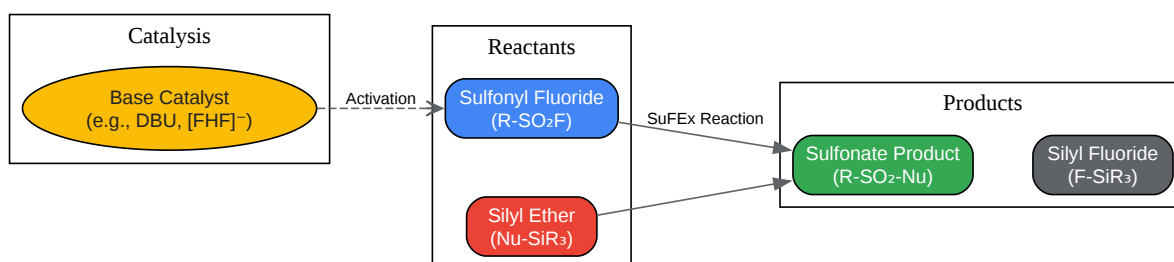 Catalysis
Base Catalyst
(e.g., DBU, [FHF]⁻)
Activation
Reactants
Sulfonyl Fluoride
(R-SO₂F)
Silyl Ether
(Nu-SiR₃)
SuFEx Reaction
Products
Sulfonate Product
(R-SO₂-Nu)
Silyl Fluoride
(F-SiR₃)